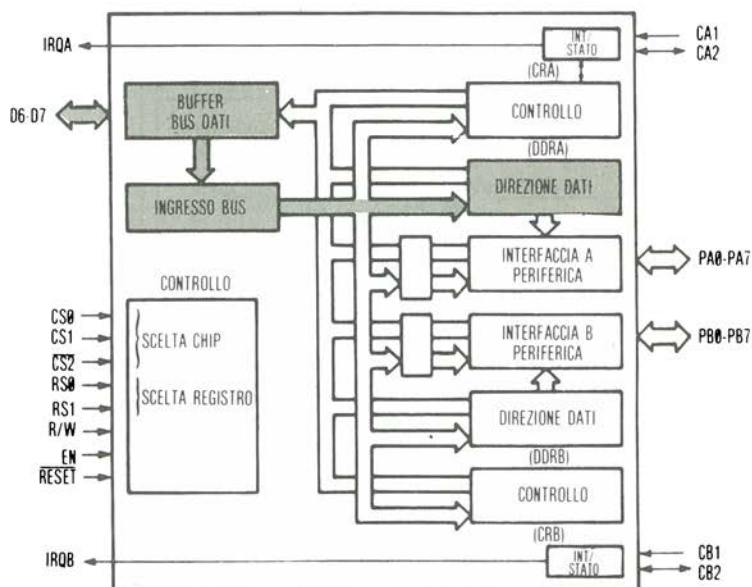 IRQA
INT/
STATO
CA1
CA2
(CRA)
D6-D7
BUFFER
BUS DATI
CONTROLLO
(DDRA)
INGRESSO BUS
DIREZIONE DATI
INTERFACCIA A
PERIFERICA
PA0-PA7
CONTROLLO
CS0
CS1
CS2
RS0
RS1
R/W
EN
RESET
SCELTA CHIP
SCELTA REGISTRO
INTERFACCIA B
PERIFERICA
PB0-PB7
DIREZIONE DATI
(DDRB)
CONTROLLO
(CRB)
IRQB
INT/
STATO
CB1
CB2